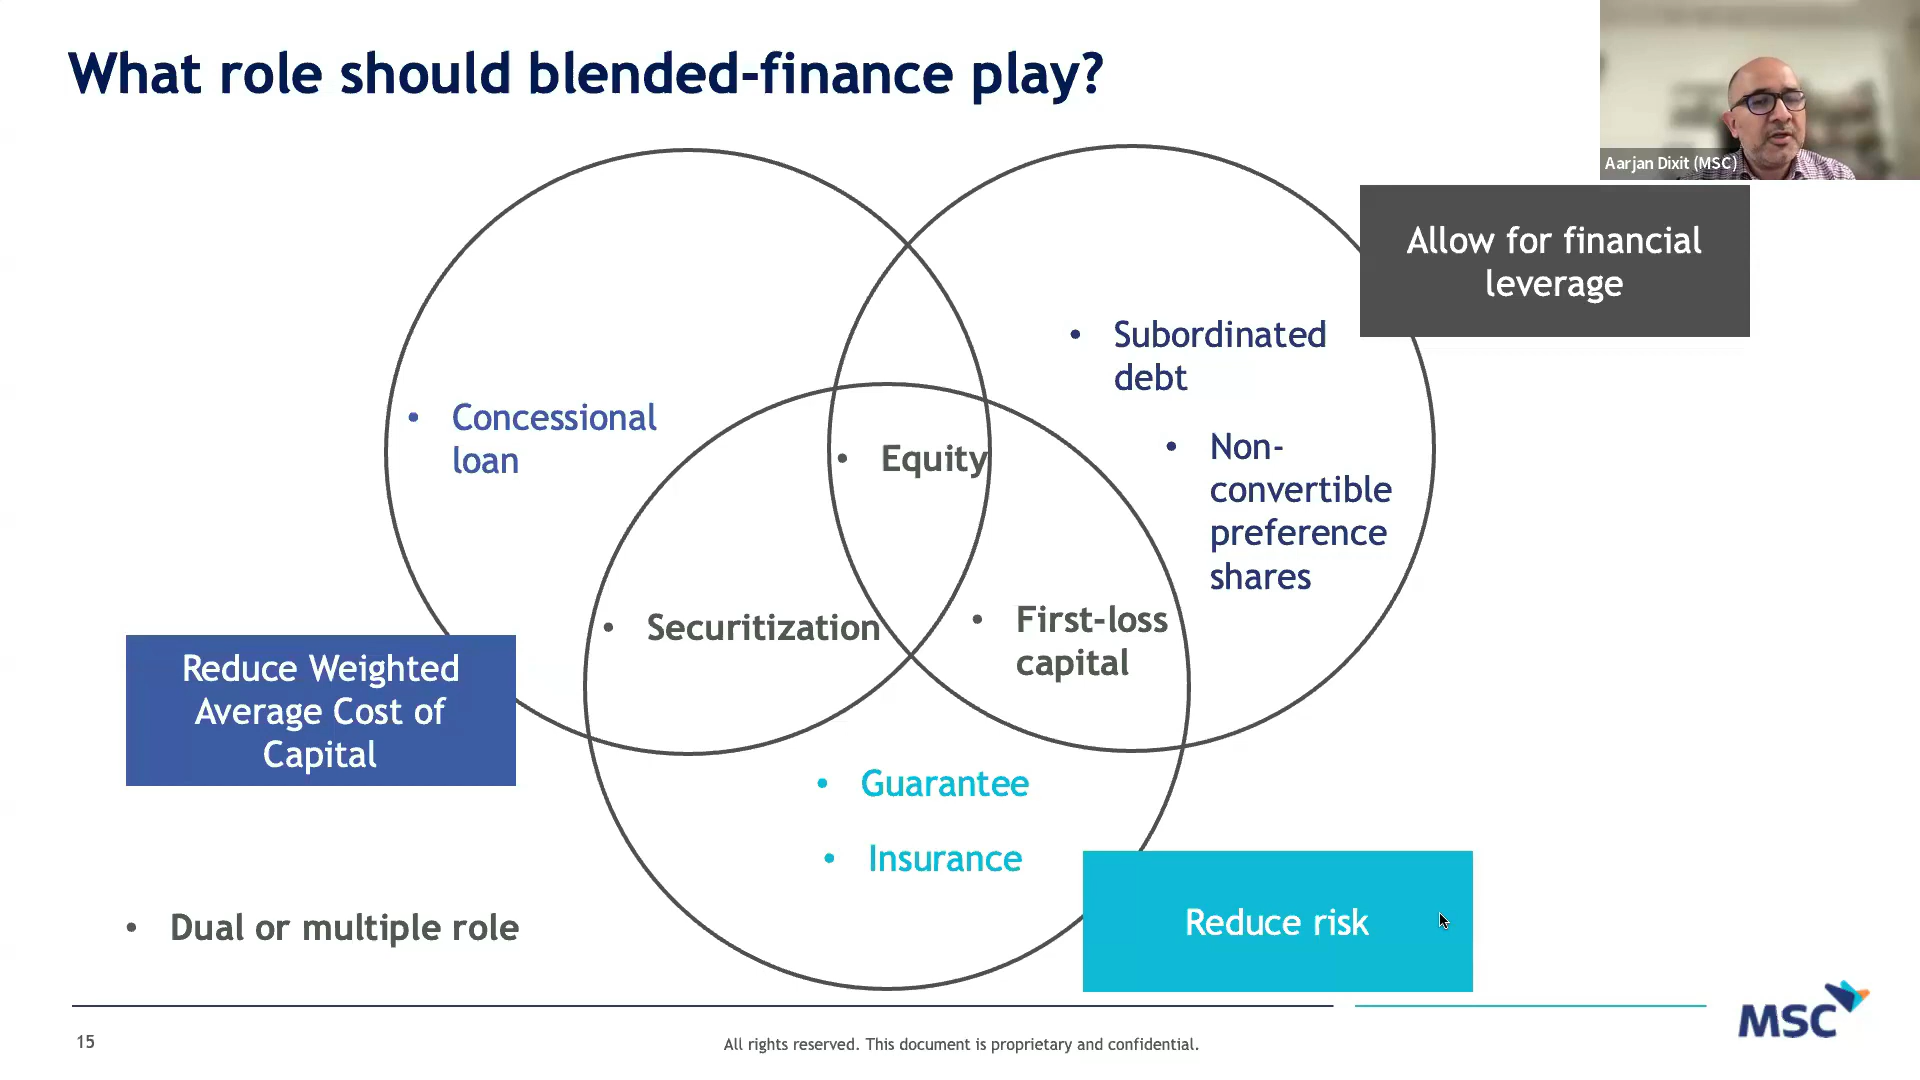 What role should blended-finance play?
Aarjan Dixit (MSC)
Allow for financial
leverage
• Subordinated
debt
• Concessional
loan
• Equity
• Non-
convertible
preference
shares
• Securitization
• First-loss
capital
Reduce Weighted
Average Cost of
Capital
• Guarantee
• Insurance
• Dual or multiple role
Reduce risk
MSC
15
All rights reserved. This document is proprietary and confidential.